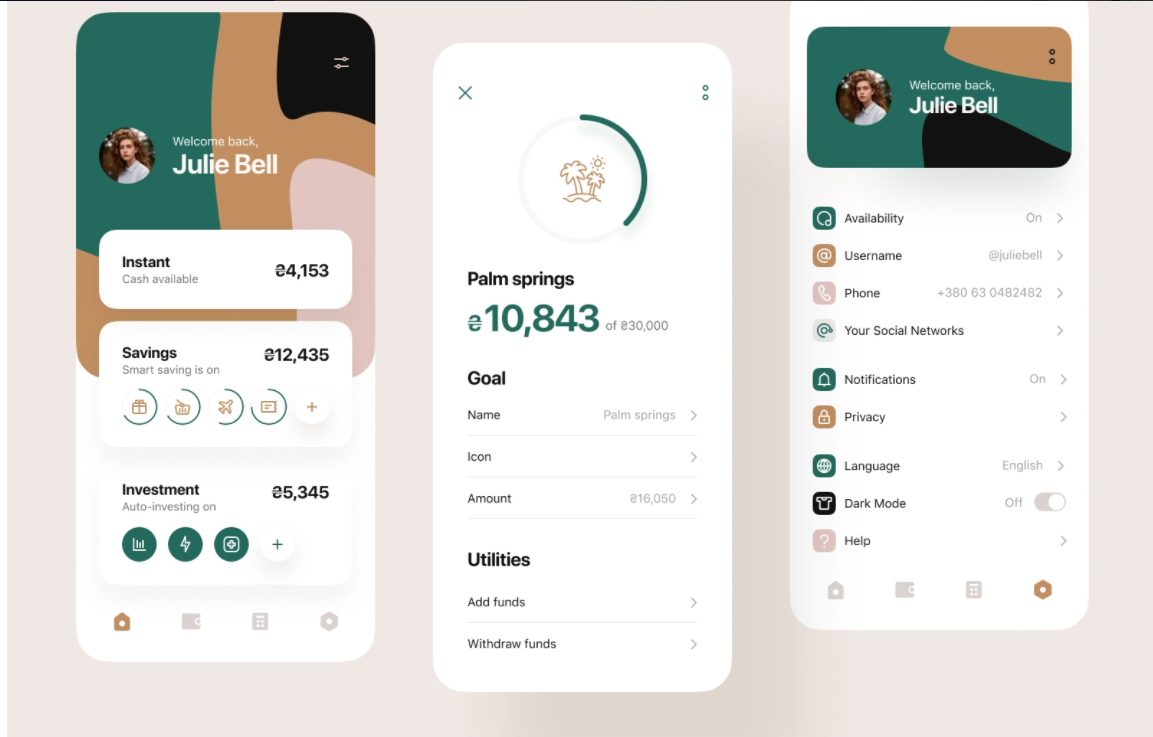 Welcome back,
Julie Bell
Instant
Cash available
₴4,153
Savings
Smart saving is on
₴12,435
Investment
Auto-investing on
₴5,345
Palm springs
₴10,843 of ₴30,000
Goal
Name Palm springs
Icon
Amount ₴16,050
Utilities
Add funds
Withdraw funds
Welcome back,
Julie Bell
Availability On
Username @juliebell
Phone +380 63 0482482
Your Social Networks
Notifications On
Privacy
Language English
Dark Mode Off
Help